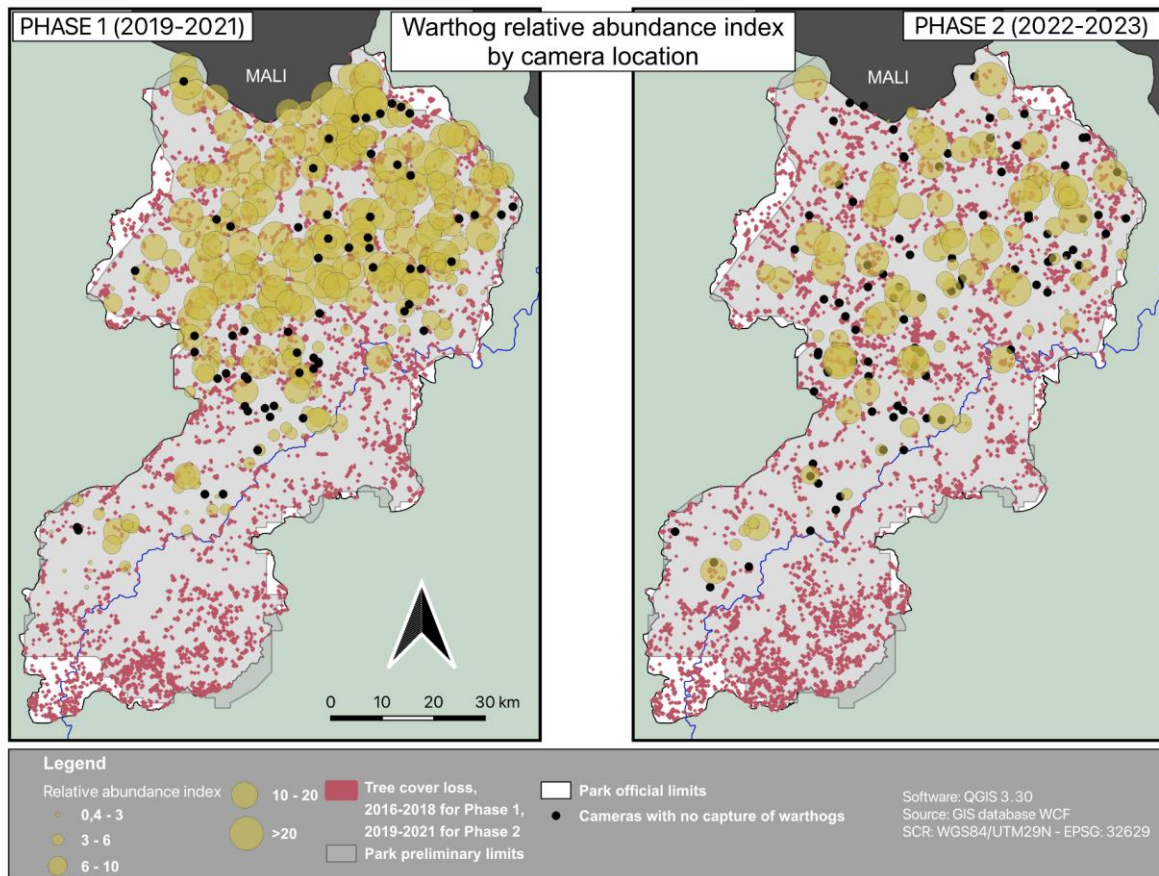 PHASE 1 (2019-2021)
Warthog relative abundance index
by camera location
PHASE 2 (2022-2023)
MALI
MALI
0 10 20 30 km
Legend
Relative abundance index
0,4 - 3
3 - 6
6 - 10
10 - 20
>20
Tree cover loss,
2016-2018 for Phase 1,
2019-2021 for Phase 2
Park preliminary limits
Park official limits
Cameras with no capture of warthogs
Software: QGIS 3.30
Source: GIS database WCF
SCR: WGS84/UTM29N - EPSG: 32629